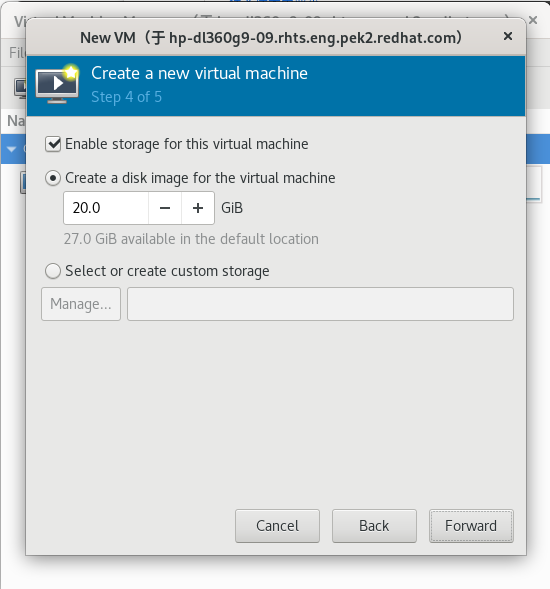 New VM（于 hp-dl360g9-09.rhts.eng.pek2.redhat.com）
Create a new virtual machine
Step 4 of 5
Enable storage for this virtual machine
Create a disk image for the virtual machine
20.0 − + GiB
27.0 GiB available in the default location
Select or create custom storage
Manage...
Cancel Back Forward